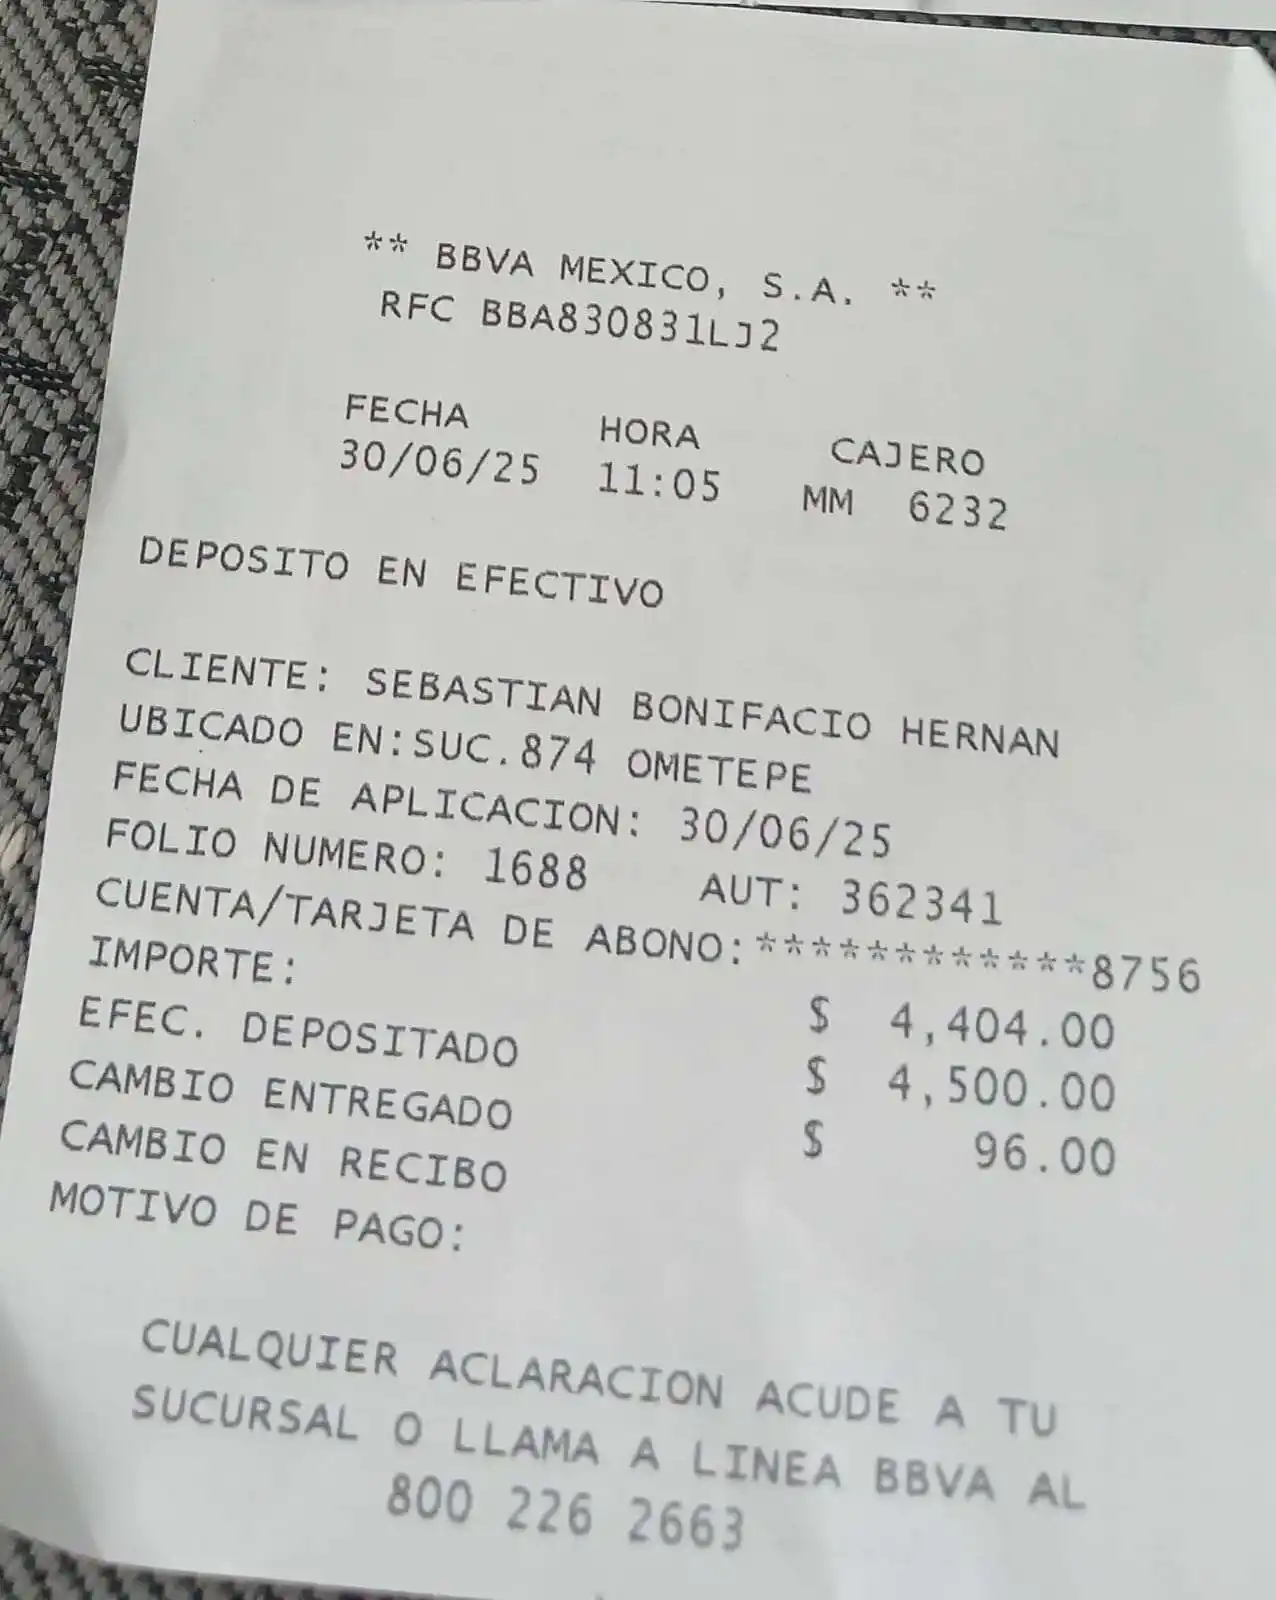 ** BBVA MEXICO, S.A. **
RFC BBA830831LJ2
FECHA HORA CAJERO
30/06/25 11:05 MM 6232
DEPOSITO EN EFECTIVO
CLIENTE: SEBASTIAN BONIFACIO HERNAN
UBICADO EN:SUC.874 OMETEPE
FECHA DE APLICACION: 30/06/25
FOLIO NUMERO: 1688 AUT: 362341
CUENTA/TARJETA DE ABONO:************8756
IMPORTE: $ 4,404.00
EFEC. DEPOSITADO $ 4,500.00
CAMBIO ENTREGADO $ 96.00
CAMBIO EN RECIBO
MOTIVO DE PAGO:
CUALQUIER ACLARACION ACUDE A TU
SUCURSAL O LLAMA A LINEA BBVA AL
800 226 2663